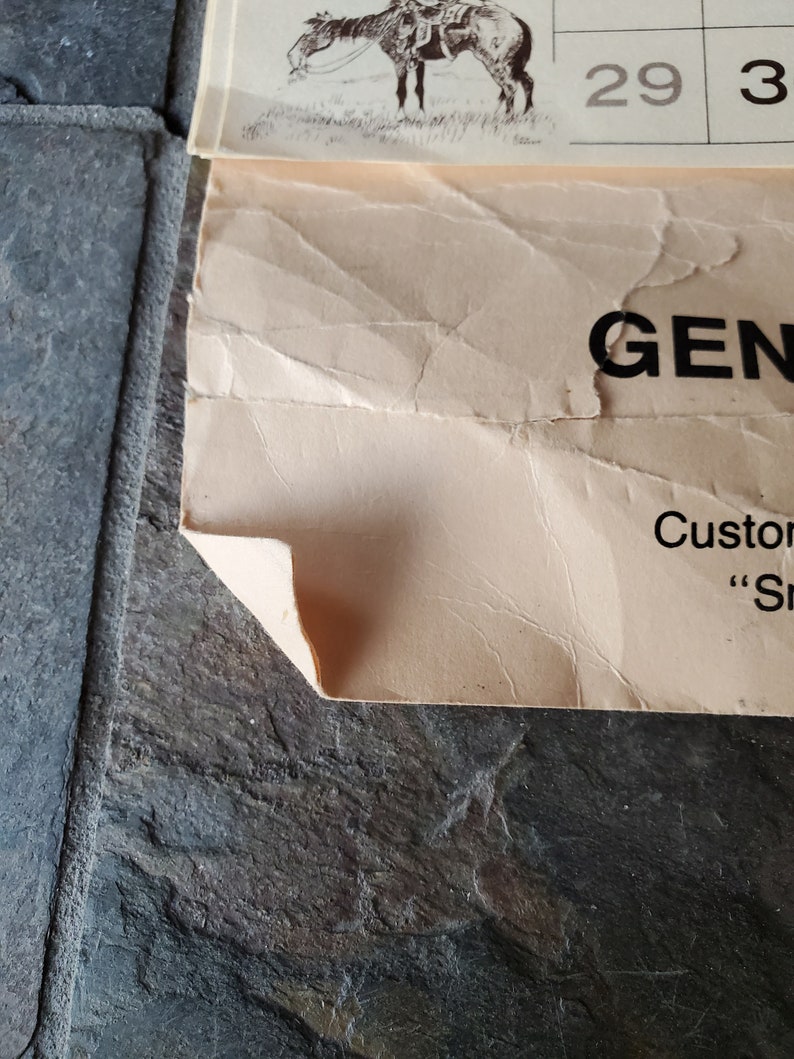 29 3
GEN
Custor
“Sr